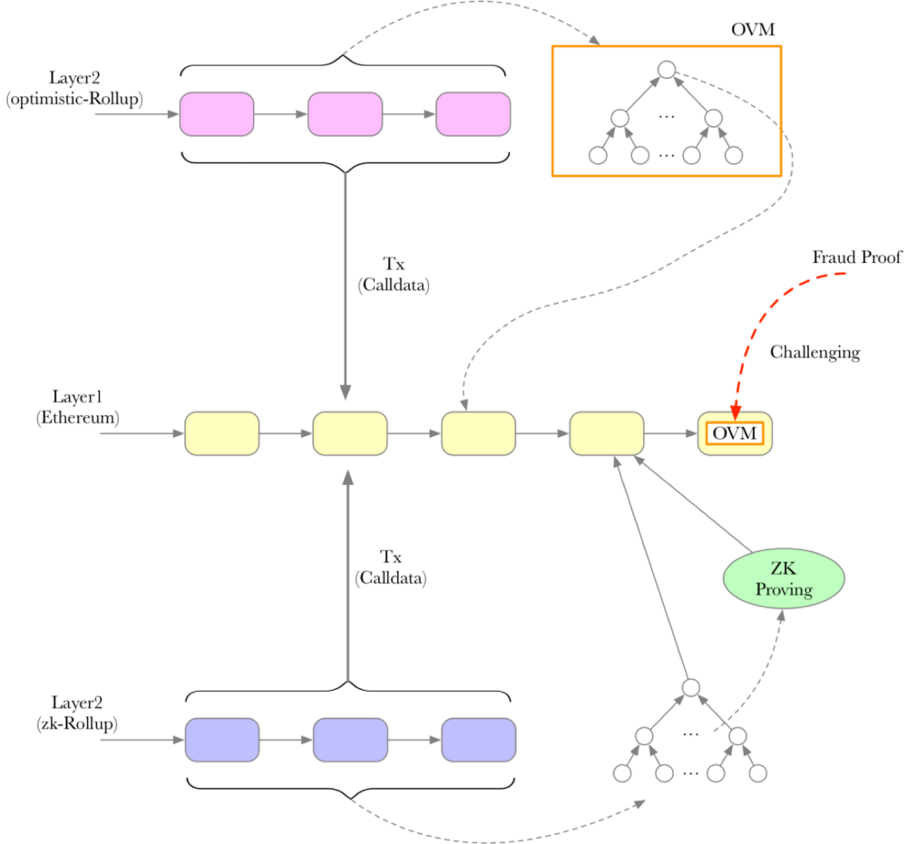 OVM
Layer2
(optimistic-Rollup)
...
...
Tx
(Calldata)
Fraud Proof
Challenging
Layer1
(Ethereum)
OVM
Tx
(Calldata)
ZK
Proving
Layer2
(zk-Rollup)
...
...